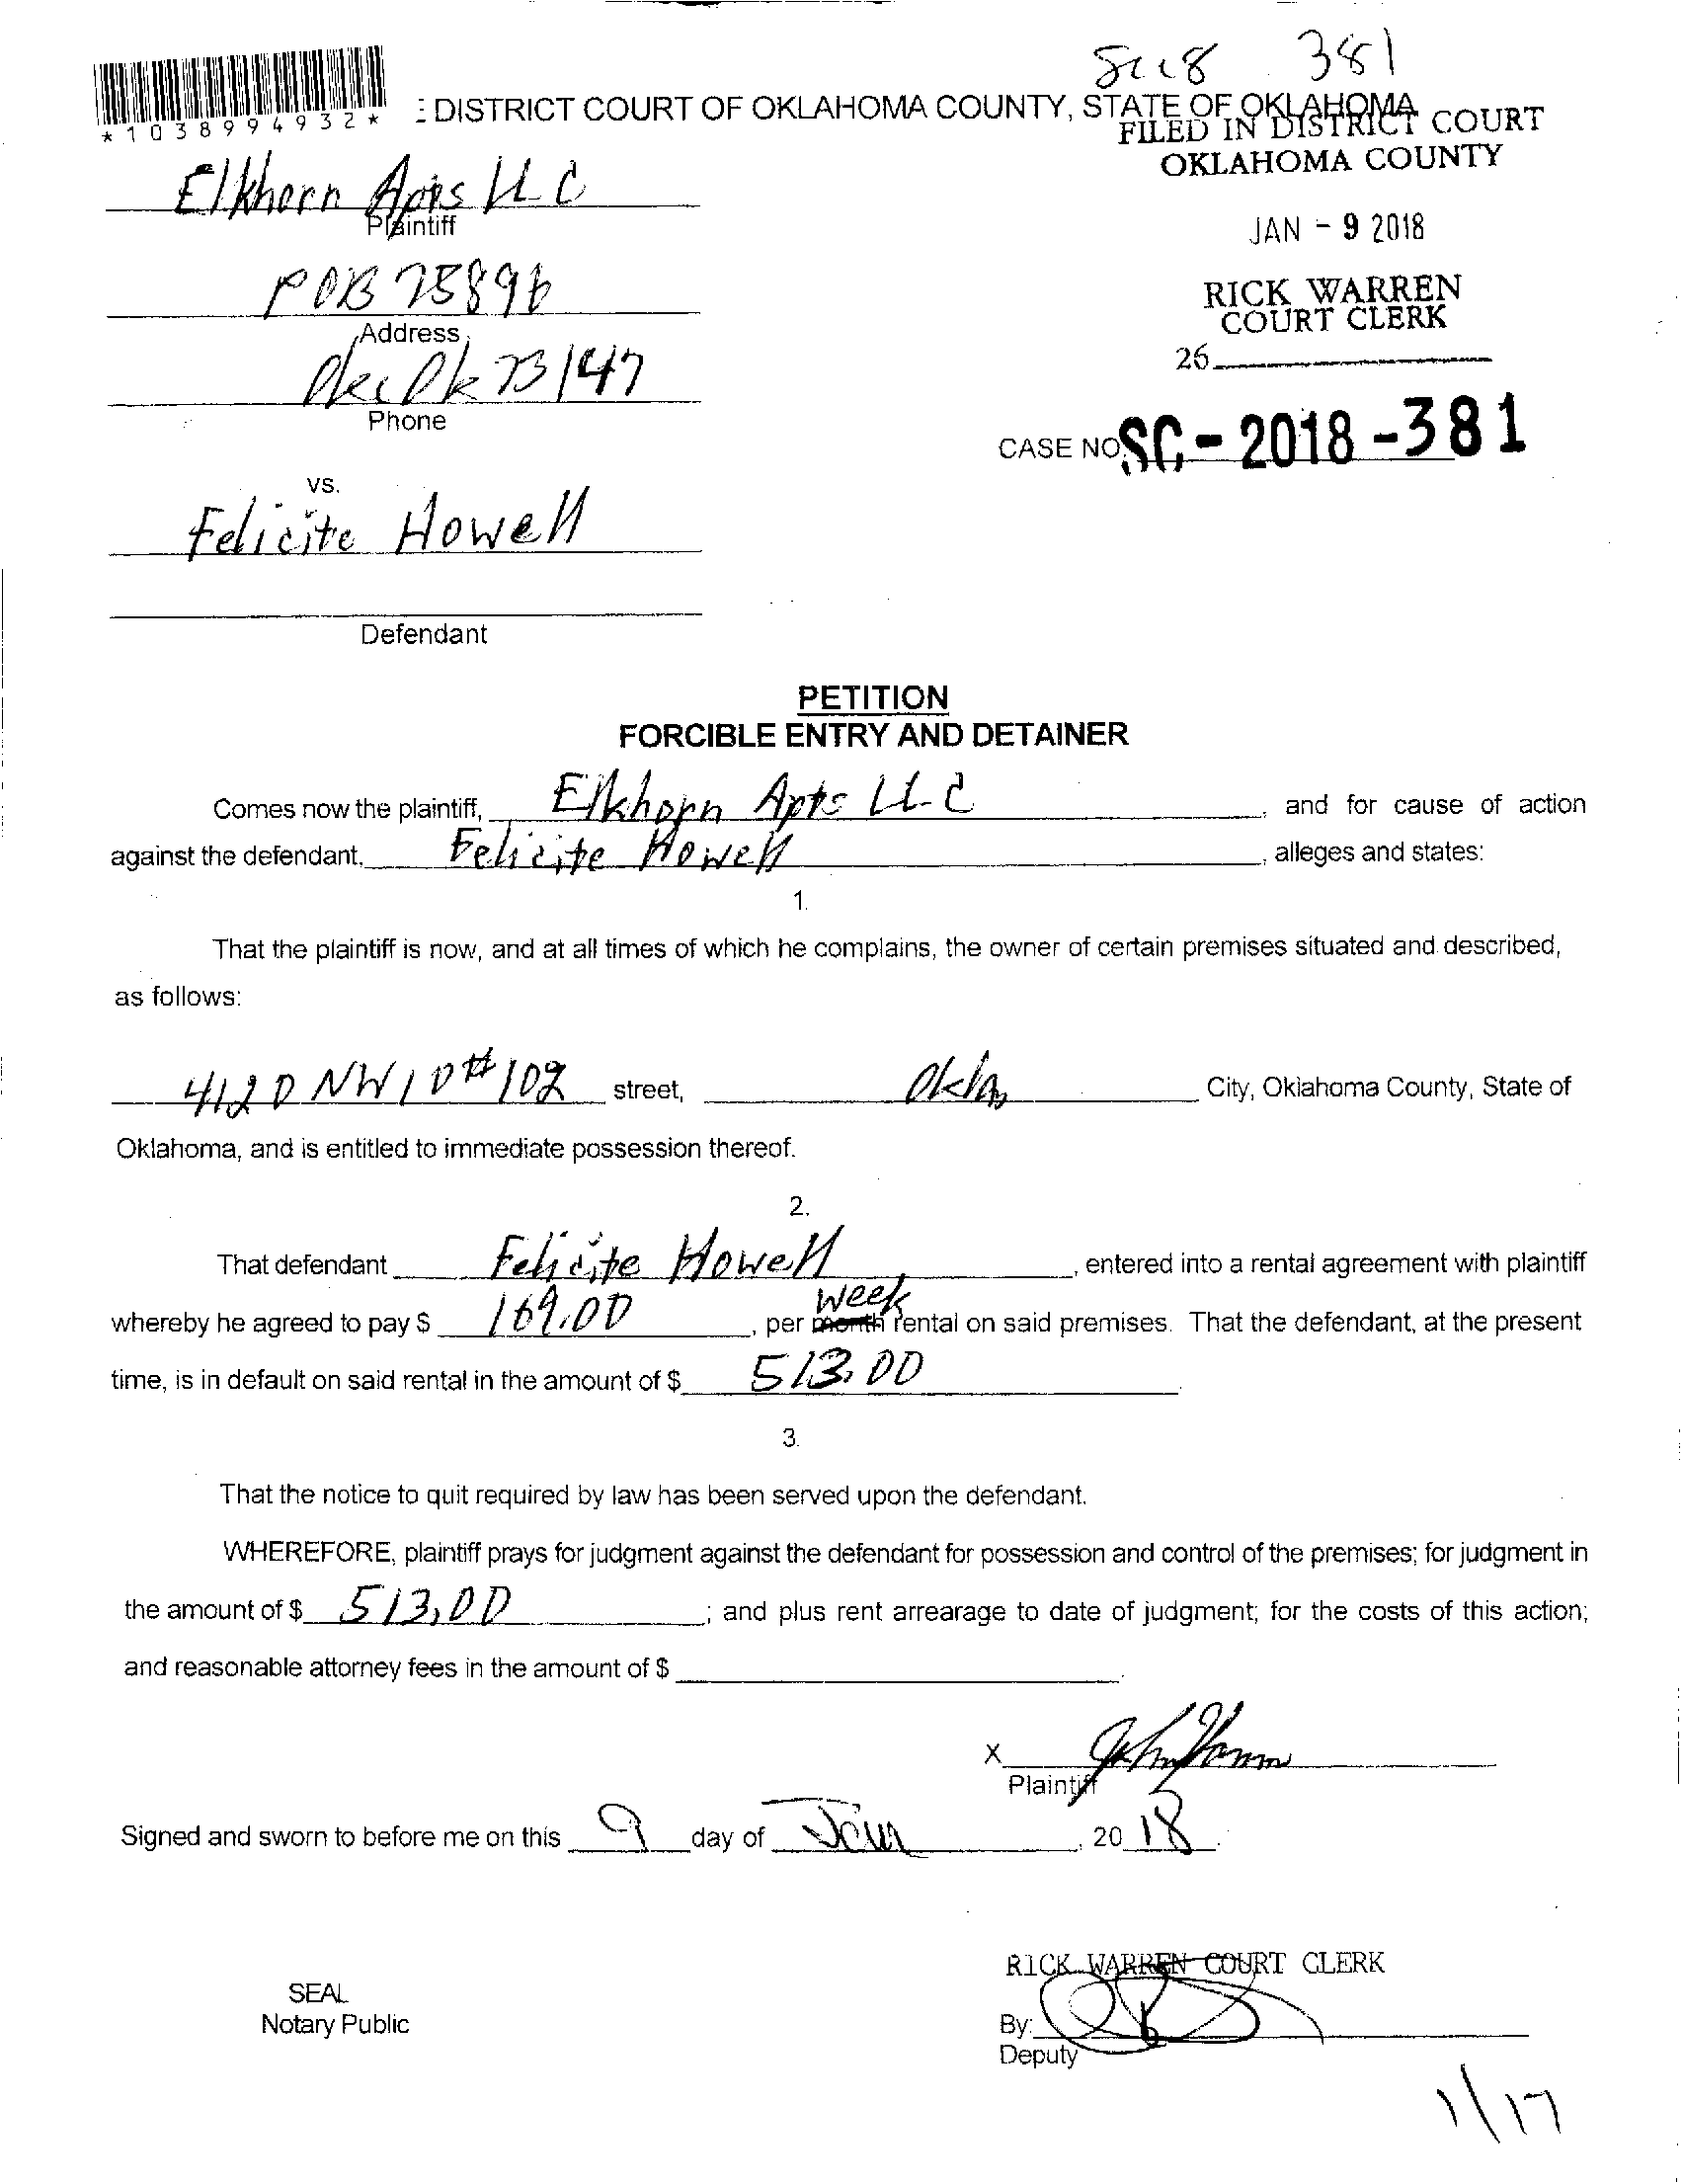 381
*1038994932*
DISTRICT COURT OF OKLAHOMA COUNTY, STATE OF OKLAHOMA
FILED IN DISTRICT COURT
OKLAHOMA COUNTY
Elkhorn Apts LLC
Plaintiff
JAN - 9 2018
POB 75896
Address
RICK WARREN
COURT CLERK
26
Okc Ok 73147
Phone
CASE NO. SC - 2018 - 381
VS.
Felicite Howell
Defendant
PETITION
FORCIBLE ENTRY AND DETAINER
Comes now the plaintiff, Elkhorn Apts LLC, and for cause of action
against the defendant, Felicite Howell, alleges and states:
1.
That the plaintiff is now, and at all times of which he complains, the owner of certain premises situated and described,
as follows:
4120 NW 10 # 102 street, Okla City, Oklahoma County, State of
Oklahoma, and is entitled to immediate possession thereof.
2.
That defendant Felicite Howell, entered into a rental agreement with plaintiff
whereby he agreed to pay $ 169.00, per month week rental on said premises. That the defendant, at the present
time, is in default on said rental in the amount of $ 513.00.
3.
That the notice to quit required by law has been served upon the defendant.
WHEREFORE, plaintiff prays for judgment against the defendant for possession and control of the premises; for judgment in
the amount of $ 513.00; and plus rent arrearage to date of judgment; for the costs of this action;
and reasonable attorney fees in the amount of $
X
Plaintiff
Signed and sworn to before me on this 9 day of Jan, 20 18.
RICK WARREN COURT CLERK
SEAL
Notary Public
By:
Deputy
1/17